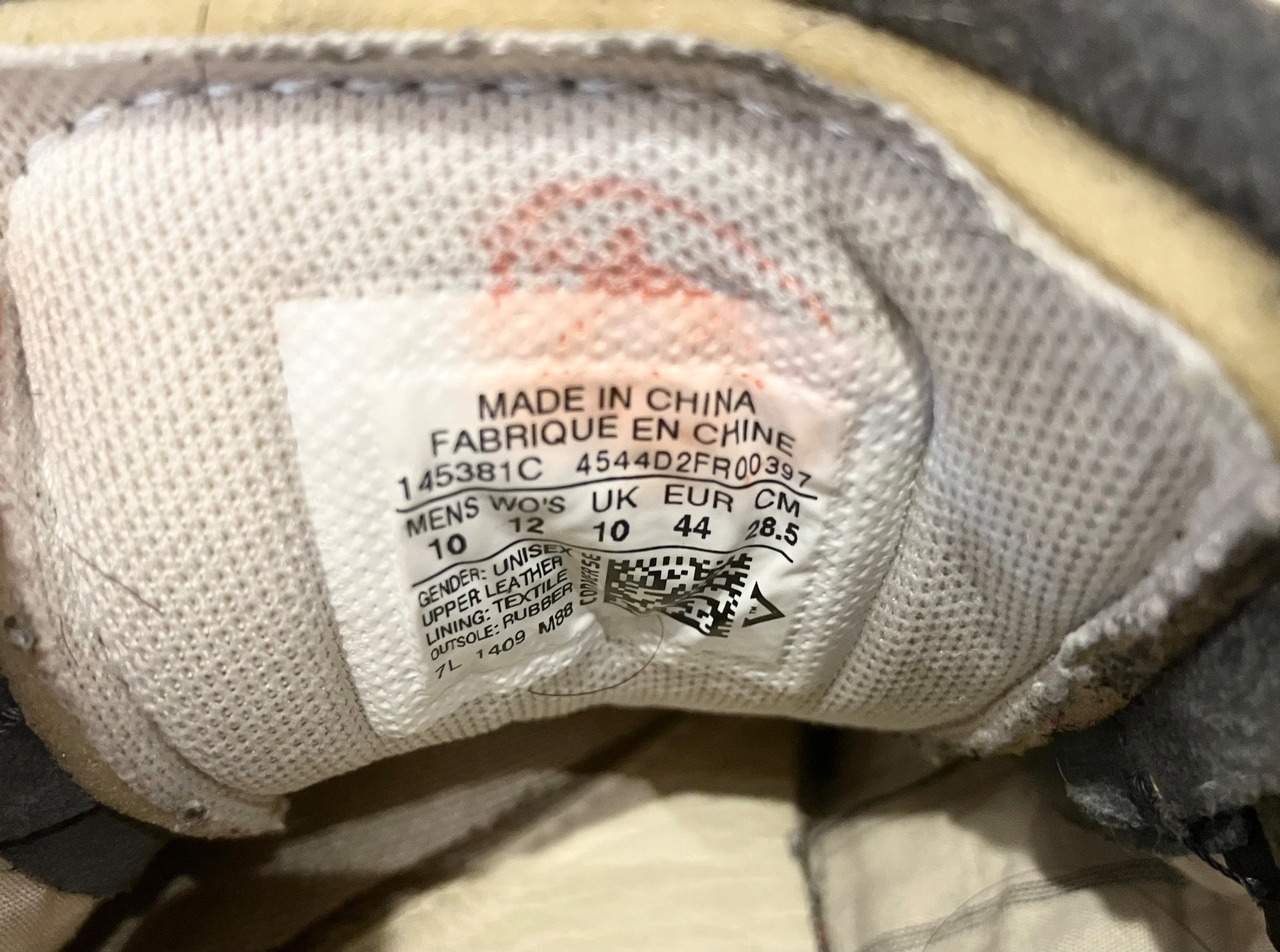 MADE IN CHINA
FABRIQUE EN CHINE
145381C 4544D2FR00397
MENS WO'S UK EUR CM
10 12 10 44 28.5
GENDER: UNISEX
UPPER LEATHER
LINING: TEXTILE
OUTSOLE: RUBBER
7L 1409 M88
CONVERSE
TM